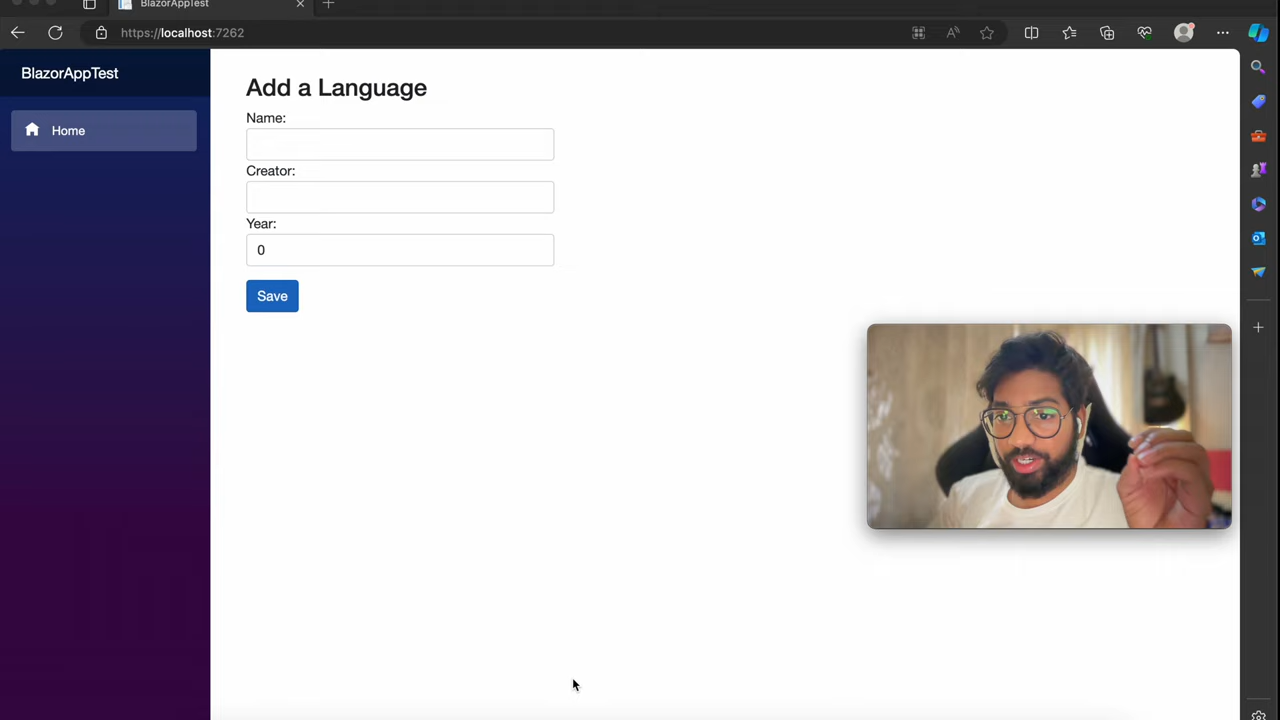 BlazorAppTest
https://localhost:7262
BlazorAppTest
Home
Add a Language
Name:
Creator:
Year:
0
Save